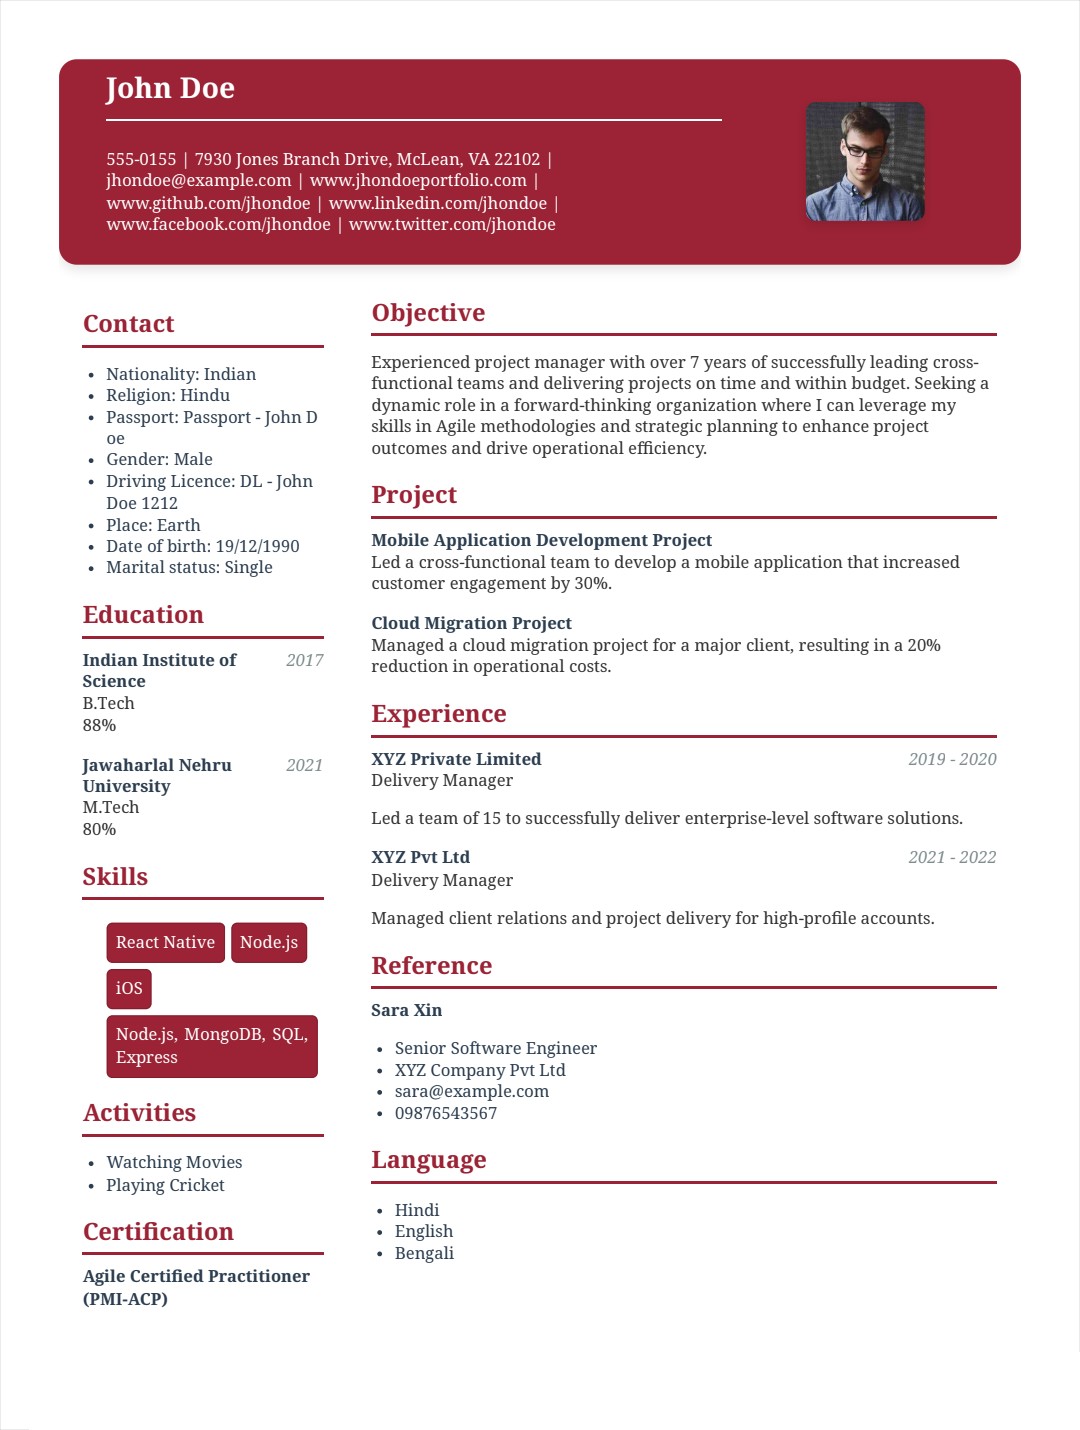 John Doe
555-0155 | 7930 Jones Branch Drive, McLean, VA 22102 |
jhondoe@example.com | www.jhondoeportfolio.com |
www.github.com/jhondoe | www.linkedin.com/jhondoe |
www.facebook.com/jhondoe | www.twitter.com/jhondoe
Contact
• Nationality: Indian
• Religion: Hindu
• Passport: Passport - John D
oe
• Gender: Male
• Driving Licence: DL - John
Doe 1212
• Place: Earth
• Date of birth: 19/12/1990
• Marital status: Single
Education
Indian Institute of 2017
Science
B.Tech
88%
Jawaharlal Nehru 2021
University
M.Tech
80%
Skills
React Native Node.js
iOS
Node.js, MongoDB, SQL,
Express
Activities
• Watching Movies
• Playing Cricket
Certification
Agile Certified Practitioner
(PMI-ACP)
Objective
Experienced project manager with over 7 years of successfully leading cross-
functional teams and delivering projects on time and within budget. Seeking a
dynamic role in a forward-thinking organization where I can leverage my
skills in Agile methodologies and strategic planning to enhance project
outcomes and drive operational efficiency.
Project
Mobile Application Development Project
Led a cross-functional team to develop a mobile application that increased
customer engagement by 30%.
Cloud Migration Project
Managed a cloud migration project for a major client, resulting in a 20%
reduction in operational costs.
Experience
XYZ Private Limited 2019 - 2020
Delivery Manager
Led a team of 15 to successfully deliver enterprise-level software solutions.
XYZ Pvt Ltd 2021 - 2022
Delivery Manager
Managed client relations and project delivery for high-profile accounts.
Reference
Sara Xin
• Senior Software Engineer
• XYZ Company Pvt Ltd
• sara@example.com
• 09876543567
Language
• Hindi
• English
• Bengali